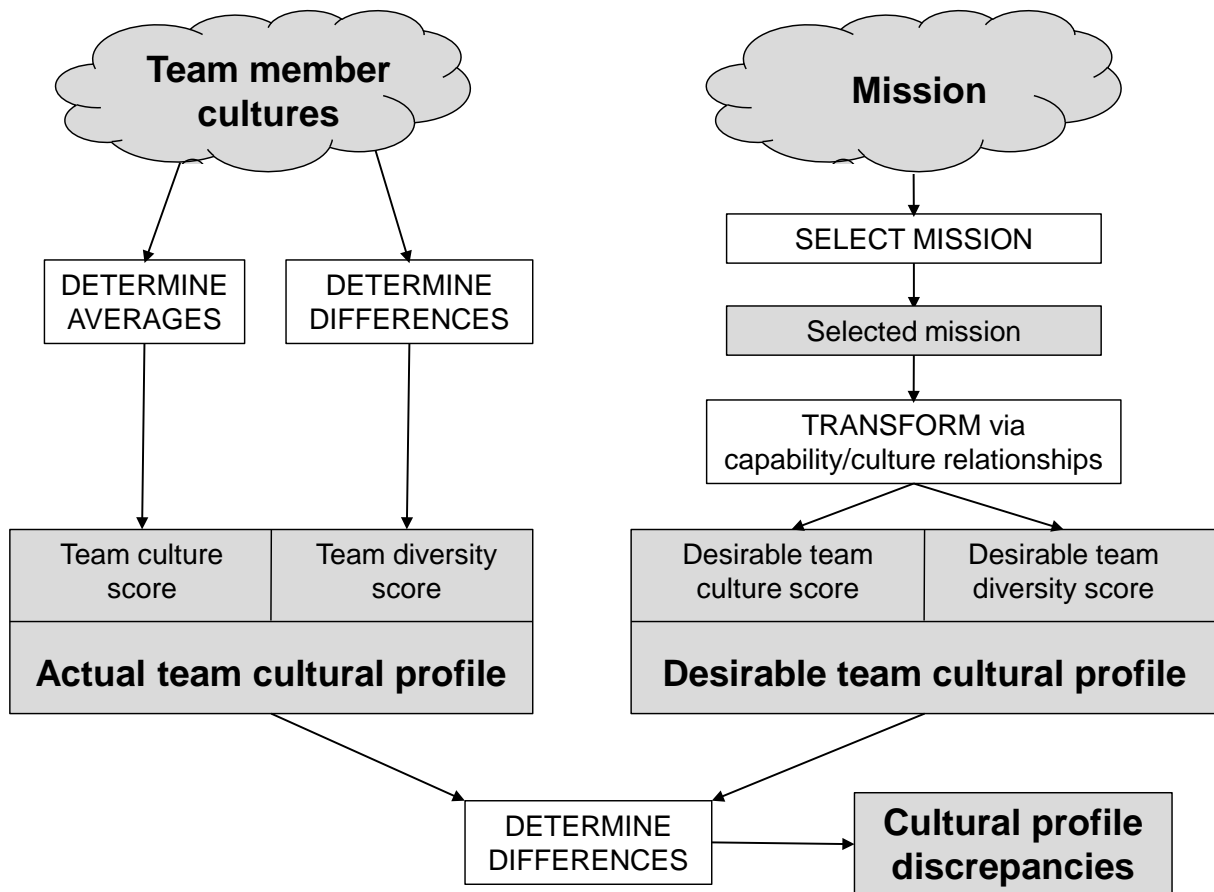 Team member
cultures
Mission
SELECT MISSION
DETERMINE
AVERAGES
DETERMINE
DIFFERENCES
Selected mission
TRANSFORM via
capability/culture relationships
Team culture
score
Team diversity
score
Desirable team
culture score
Desirable team
diversity score
Actual team cultural profile
Desirable team cultural profile
DETERMINE
DIFFERENCES
Cultural profile
discrepancies